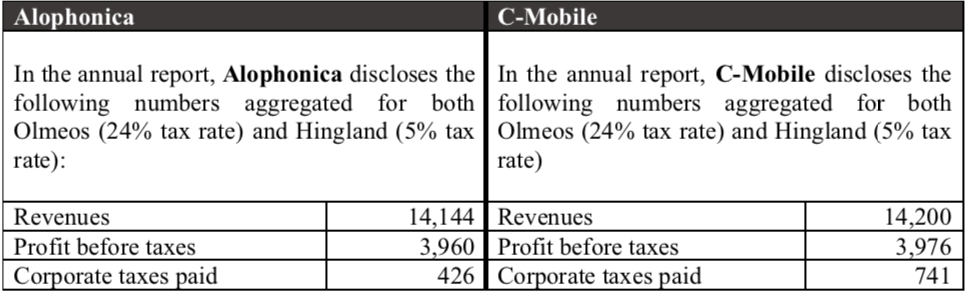 Alophonica
In the annual report, Alophonica discloses the
following numbers aggregated for both
Olmeos (24% tax rate) and Hingland (5% tax
rate):
Revenues 14,144
Profit before taxes 3,960
Corporate taxes paid 426
C-Mobile
In the annual report, C-Mobile discloses the
following numbers aggregated for both
Olmeos (24% tax rate) and Hingland (5% tax
rate)
Revenues 14,200
Profit before taxes 3,976
Corporate taxes paid 741